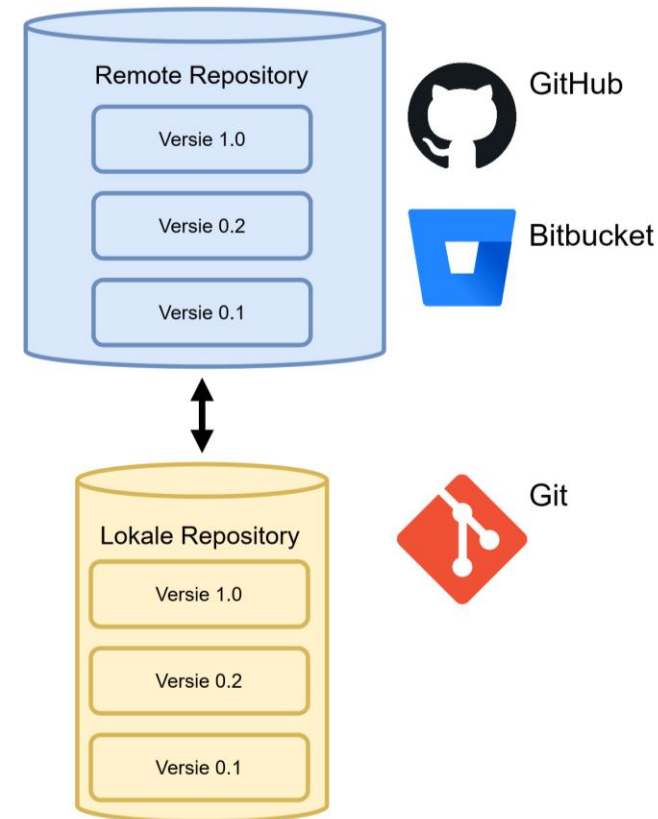 Remote Repository
Versie 1.0
Versie 0.2
Versie 0.1
GitHub
Bitbucket
Lokale Repository
Versie 1.0
Versie 0.2
Versie 0.1
Git